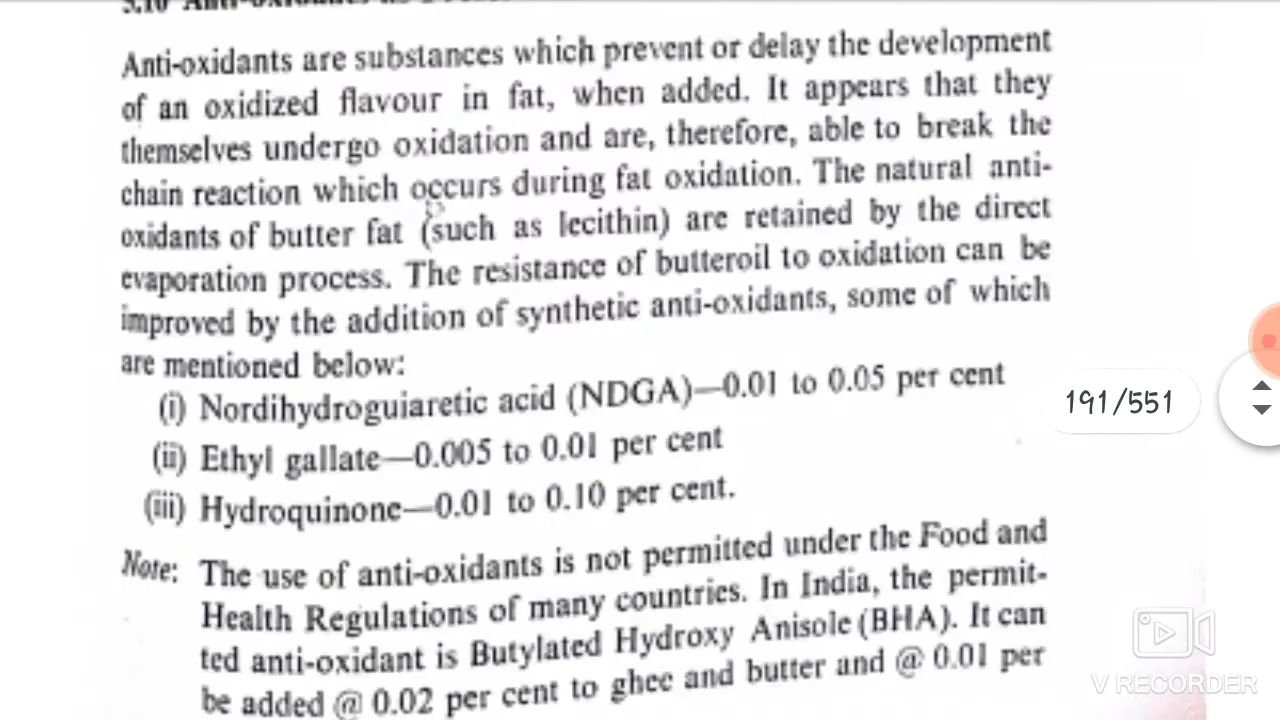 Anti-oxidants are substances which prevent or delay the development
of an oxidized flavour in fat, when added. It appears that they
themselves undergo oxidation and are, therefore, able to break the
chain reaction which occurs during fat oxidation. The natural anti-
oxidants of butter fat (such as lecithin) are retained by the direct
evaporation process. The resistance of butteroil to oxidation can be
improved by the addition of synthetic anti-oxidants, some of which
are mentioned below:
(i) Nordihydroguiaretic acid (NDGA)—0.01 to 0.05 per cent
(ii) Ethyl gallate—0.005 to 0.01 per cent
(iii) Hydroquinone—0.01 to 0.10 per cent.
Note: The use of anti-oxidants is not permitted under the Food and
Health Regulations of many countries. In India, the permit-
ted anti-oxidant is Butylated Hydroxy Anisole (BHA). It can
be added @ 0.02 per cent to ghee and butter and @ 0.01 per
191/551
V RECORDER